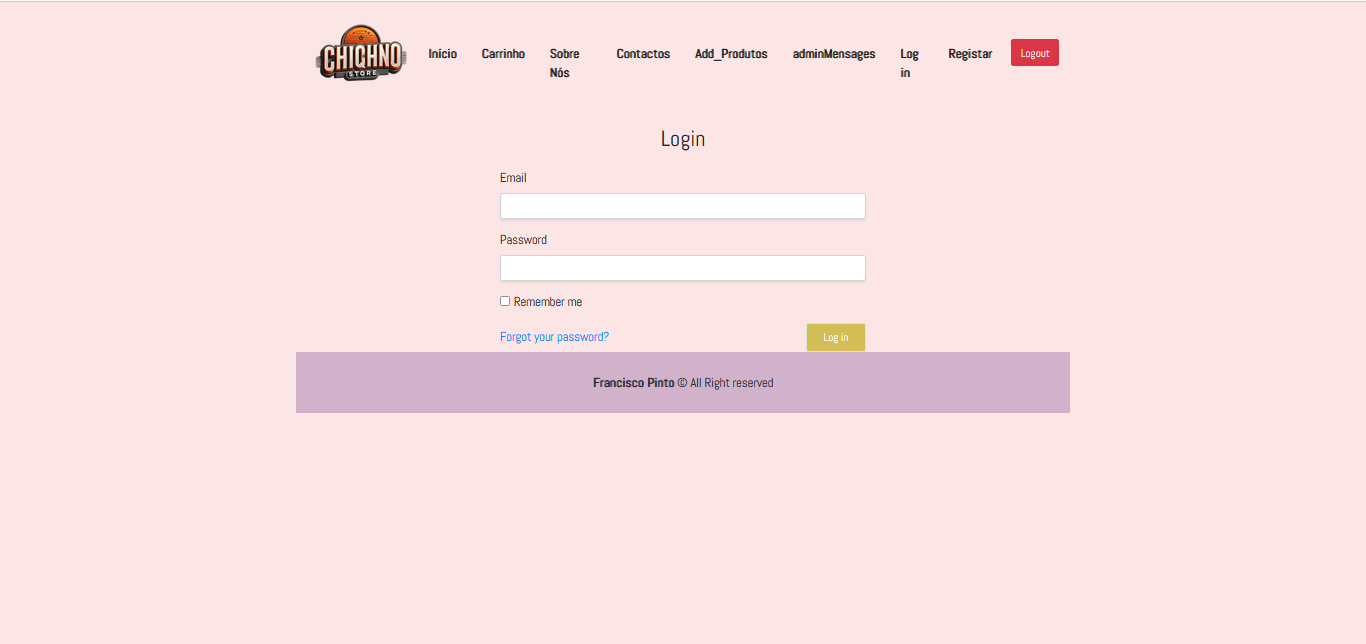 CHIQHNO
STORE
Início Carrinho Sobre Nós Contactos Add_Produtos adminMensages Log in Registar Logout
Login
Email
Password
Remember me
Forgot your password? Log in
Francisco Pinto © All Right reserved